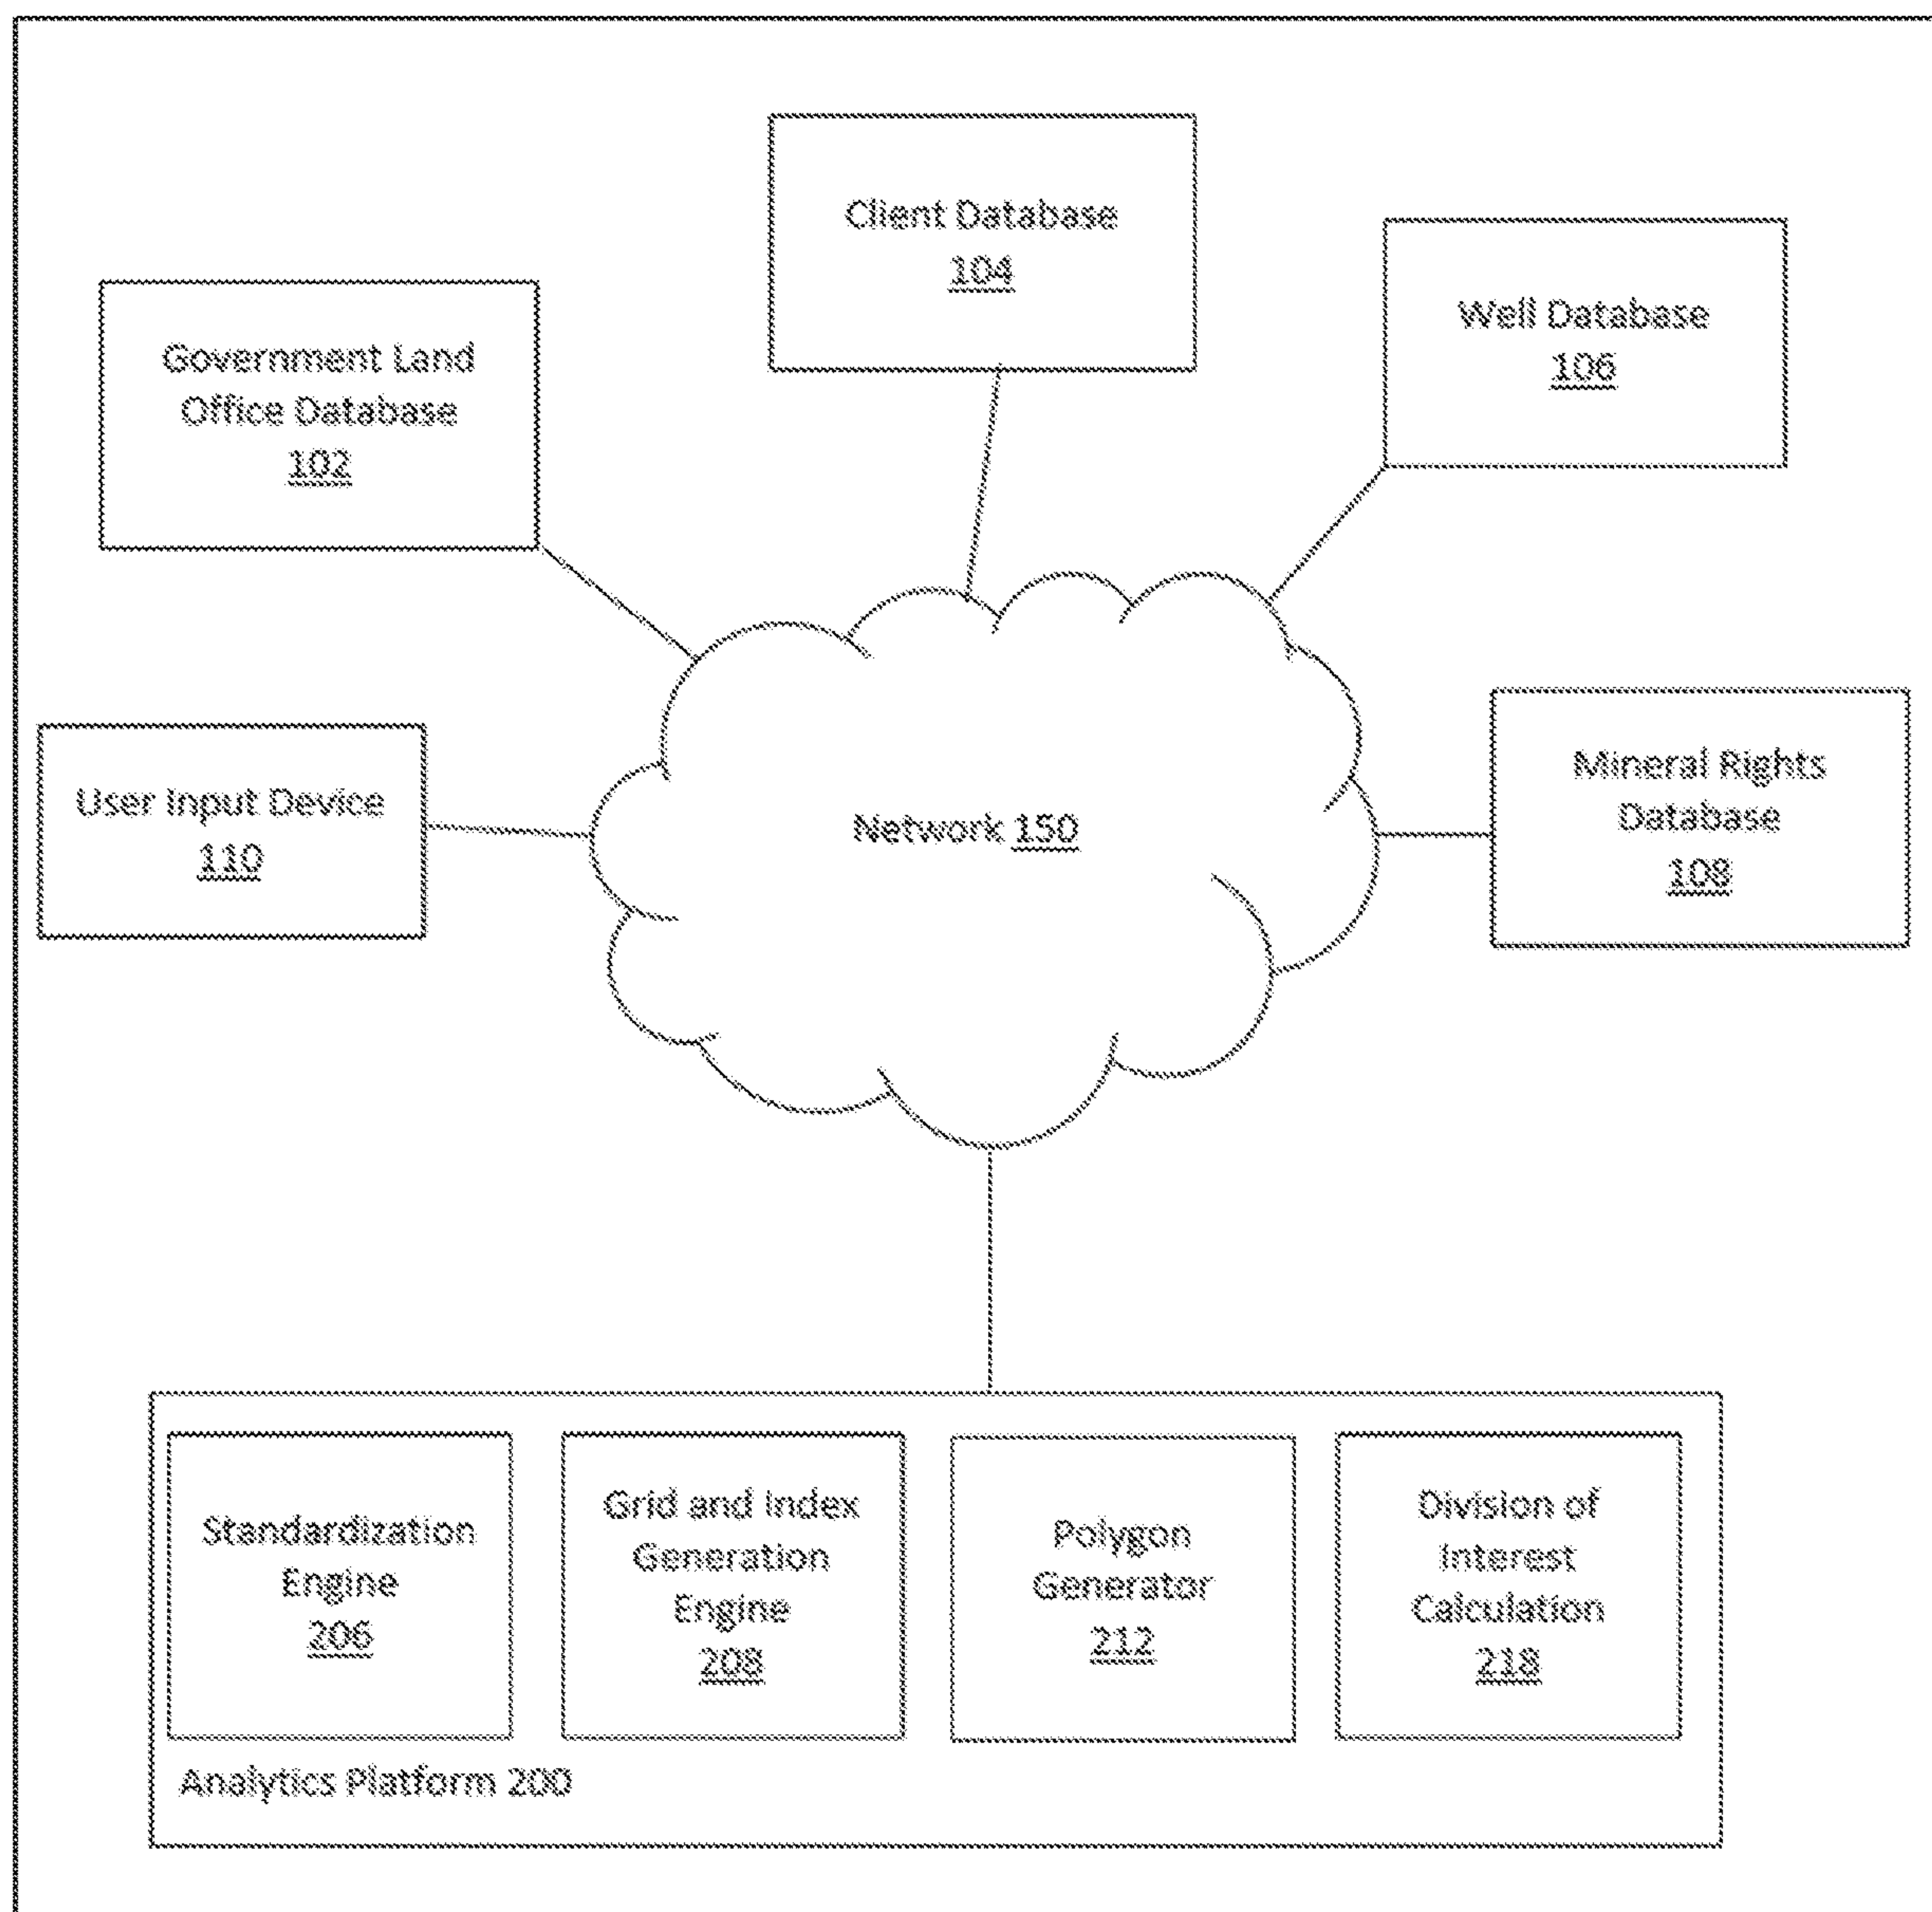 Client Database
104
Well Database
106
Government Land
Office Database
102
User Input Device
110
Network 150
Mineral Rights
Database
108
Standardization
Engine
206
Grid and Index
Generation
Engine
208
Polygon
Generator
212
Division of
Interest
Calculation
218
Analytics Platform 200